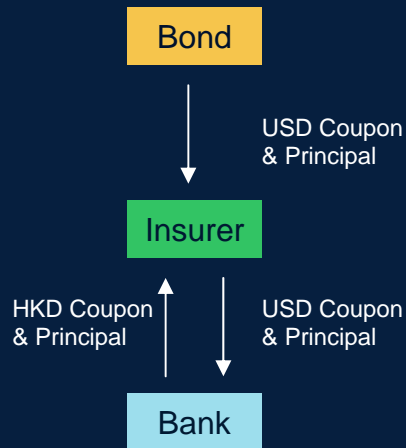 Bond
USD Coupon
& Principal
Insurer
HKD Coupon
& Principal
USD Coupon
& Principal
Bank